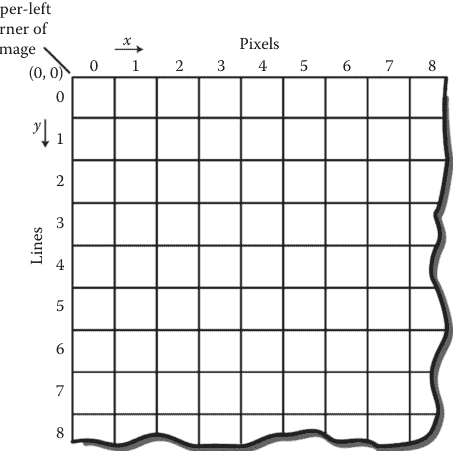 per-left
rner of
mage
(0, 0)
x
Pixels
0 1 2 3 4 5 6 7 8
y
Lines
0
1
2
3
4
5
6
7
8